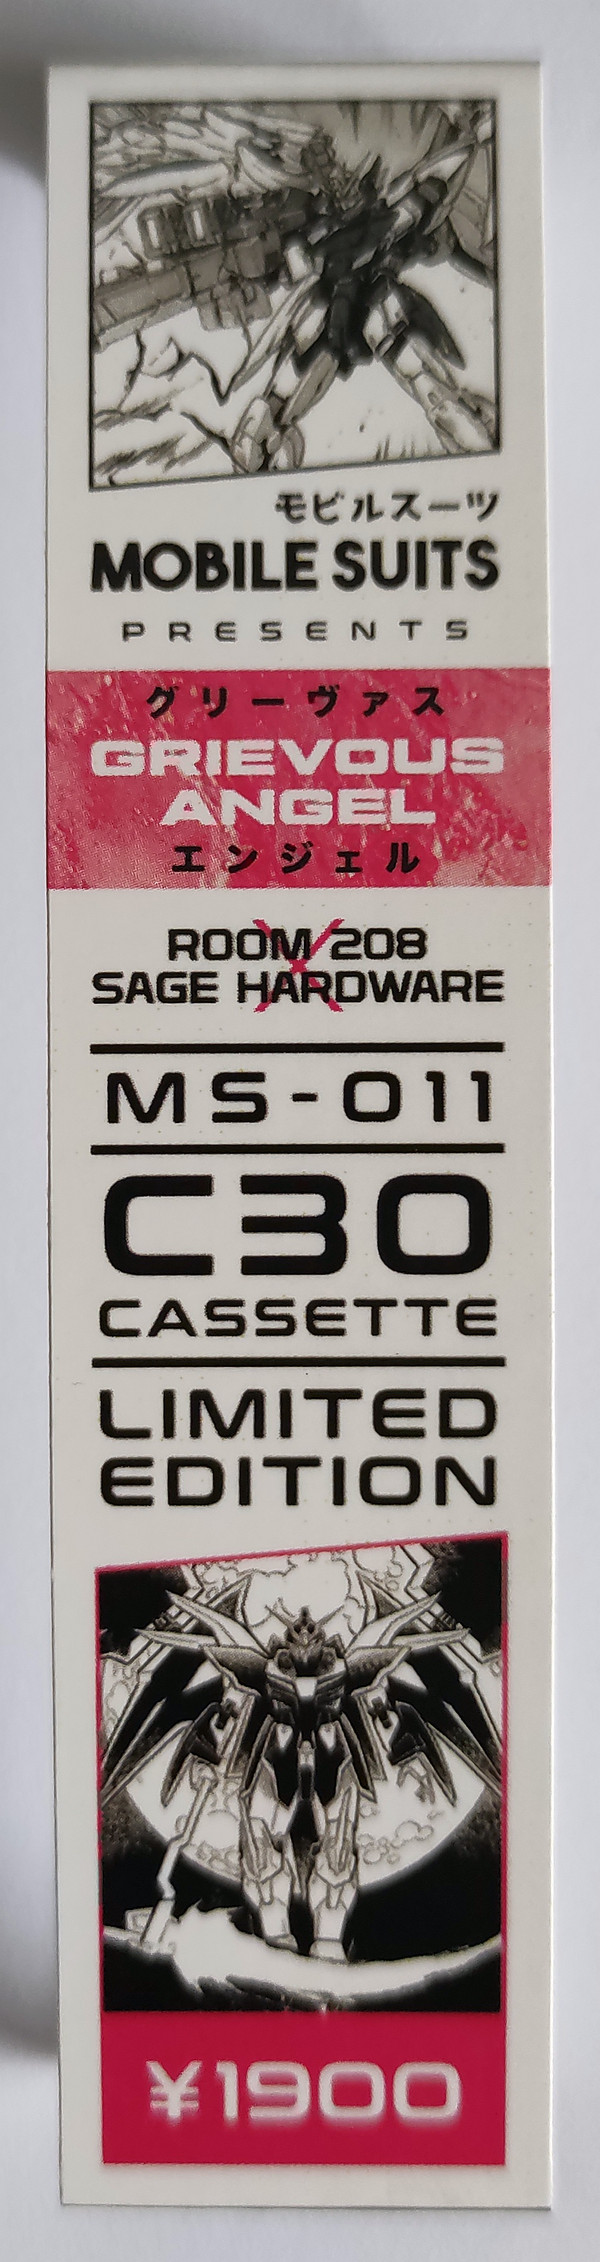 モビルスーツ
MOBILE SUITS
PRESENTS
グリーヴァス
GRIEVOUS
ANGEL
エンジェル
ROOM 208
X
SAGE HARDWARE
MS-011
C30
CASSETTE
LIMITED
EDITION
¥1900